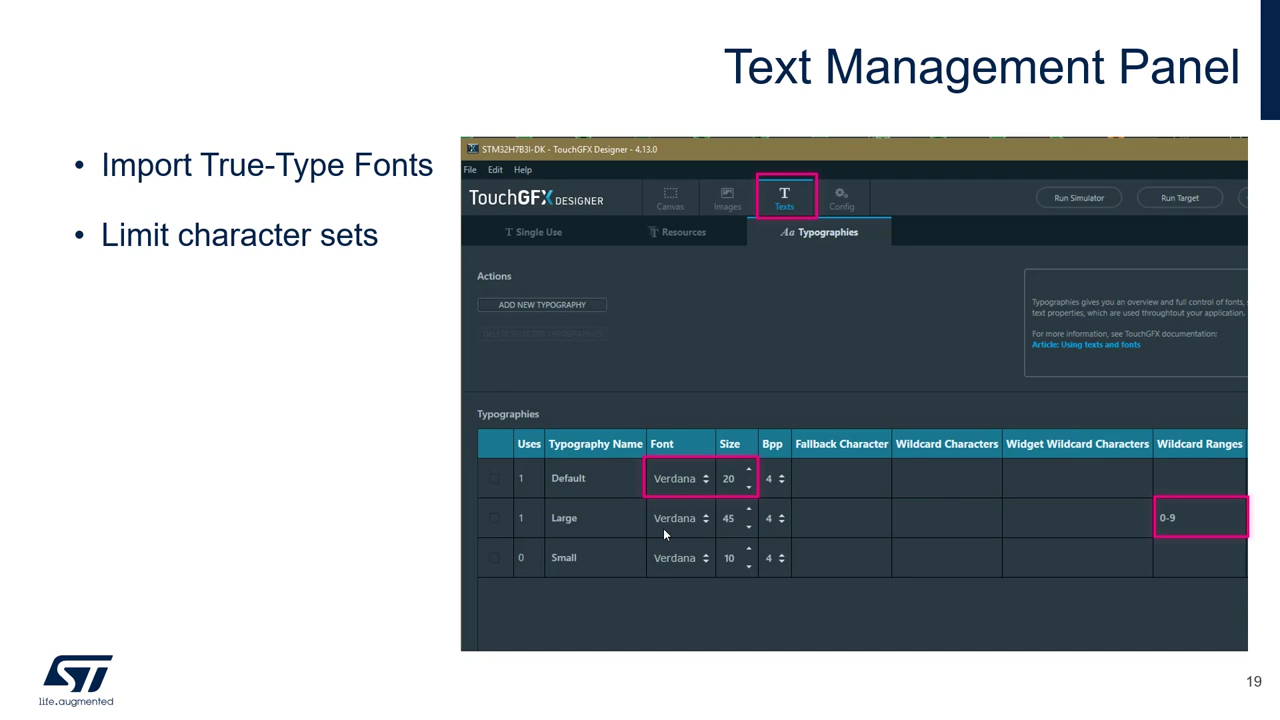 Text Management Panel
• Import True-Type Fonts
• Limit character sets
STM32H7B3I-DK - TouchGFX Designer - 4.13.0
File Edit Help
TouchGFX DESIGNER
Canvas
Images
T
Texts
Config
Run Simulator
Run Target
T Single Use
T Resources
Aa Typographies
Actions
ADD NEW TYPOGRAPHY
DELETE SELECTED TYPOGRAPHIES
Typographies gives you an overview and full control of fonts,
text properties, which are used throughtout your application.
For more information, see TouchGFX documentation:
Article: Using texts and fonts
Typographies
Uses Typography Name Font Size Bpp Fallback Character Wildcard Characters Widget Wildcard Characters Wildcard Ranges
1 Default Verdana 20 4
1 Large Verdana 45 4 0-9
0 Small Verdana 10 4
ST
life.augmented
19